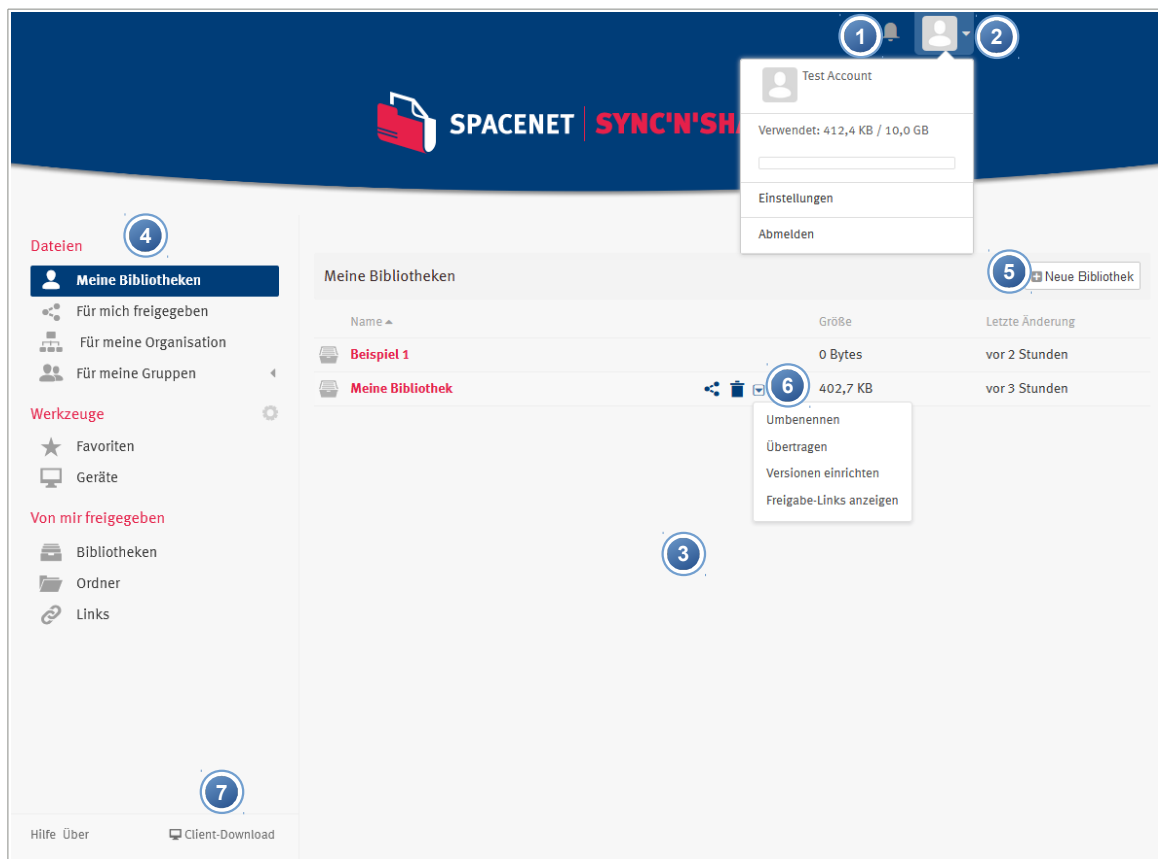 1
2
Test Account
SPACENET SYNC'N'SHA
Verwendet: 412,4 KB / 10,0 GB
Einstellungen
Abmelden
4
Dateien
Meine Bibliotheken
Für mich freigegeben
Für meine Organisation
Für meine Gruppen
Werkzeuge
Favoriten
Geräte
Von mir freigegeben
Bibliotheken
Ordner
Links
Meine Bibliotheken
5
Neue Bibliothek
Name Größe Letzte Änderung
Beispiel 1 0 Bytes vor 2 Stunden
Meine Bibliothek 6 402,7 KB vor 3 Stunden
Umbenennen
Übertragen
Versionen einrichten
Freigabe-Links anzeigen
3
7
Hilfe Über Client-Download